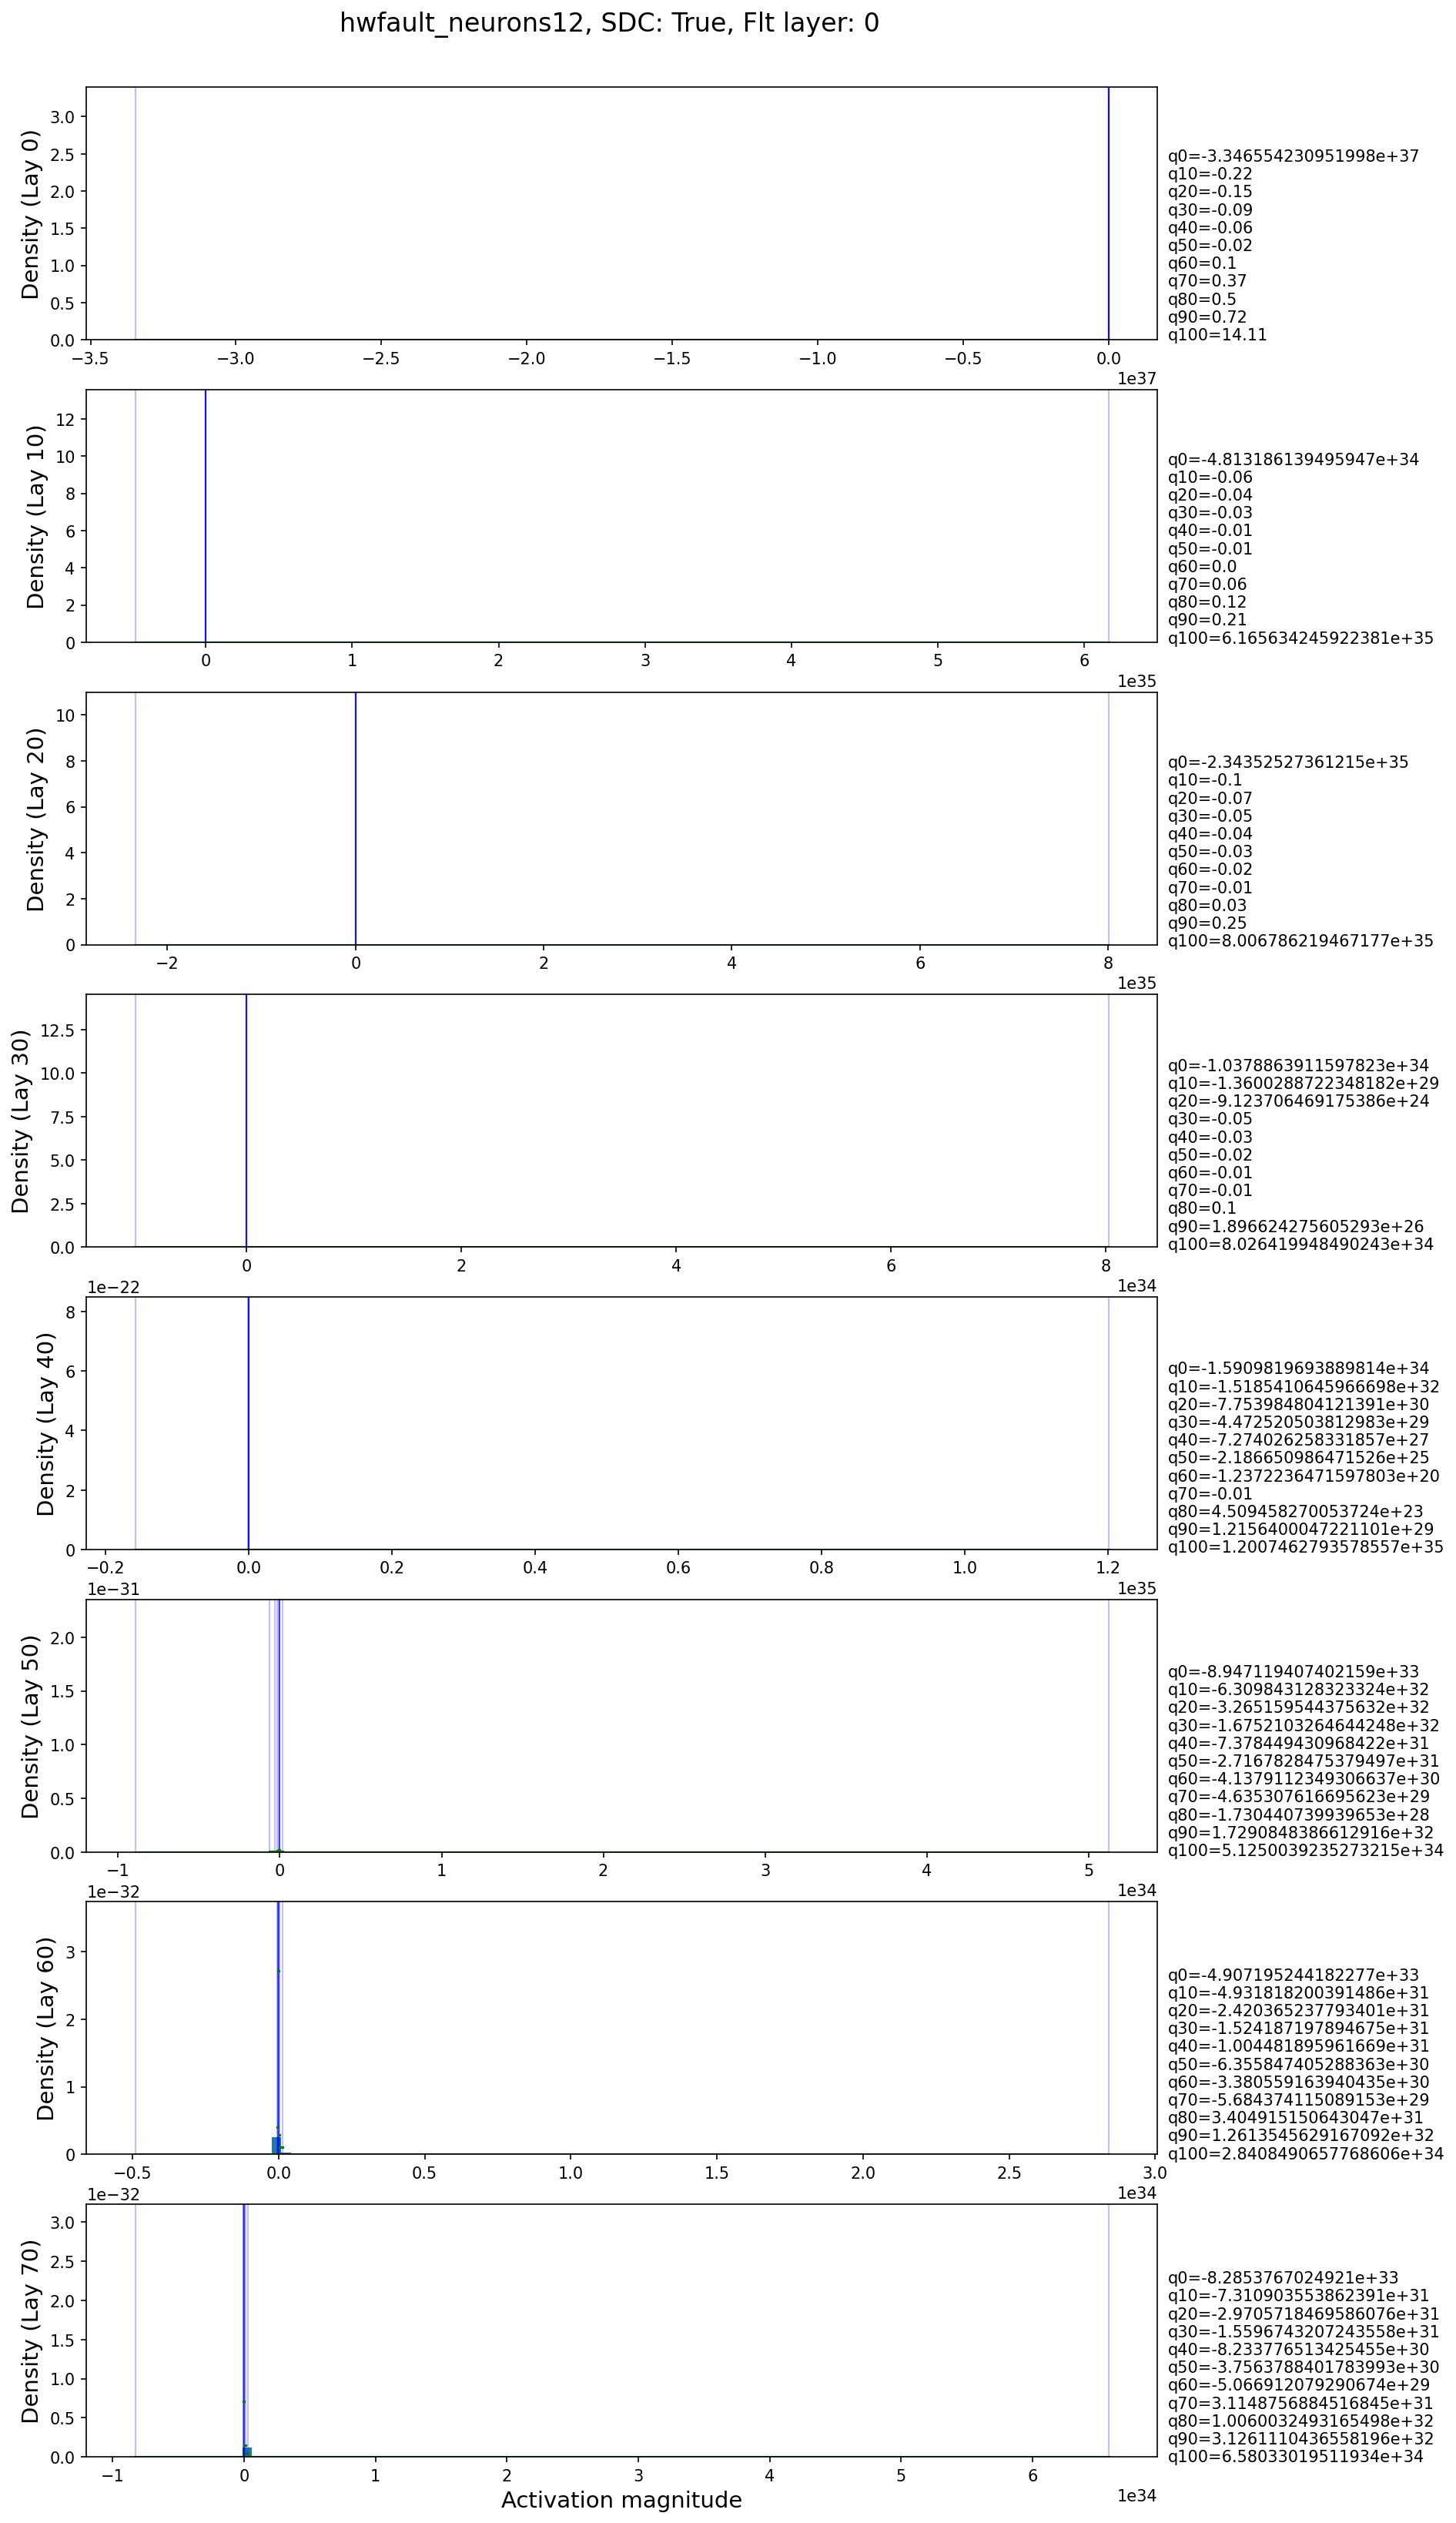 hwfault_neurons12, SDC: True, Flt layer: 0
Density (Lay 0)
3.0
2.5
2.0
1.5
1.0
0.5
0.0
−3.5 −3.0 −2.5 −2.0 −1.5 −1.0 −0.5 0.0
1e37
q0=-3.346554230951998e+37
q10=-0.22
q20=-0.15
q30=-0.09
q40=-0.06
q50=-0.02
q60=0.1
q70=0.37
q80=0.5
q90=0.72
q100=14.11
Density (Lay 10)
12
10
8
6
4
2
0
0 1 2 3 4 5 6
1e35
q0=-4.813186139495947e+34
q10=-0.06
q20=-0.04
q30=-0.03
q40=-0.01
q50=-0.01
q60=0.0
q70=0.06
q80=0.12
q90=0.21
q100=6.165634245922381e+35
Density (Lay 20)
10
8
6
4
2
0
−2 0 2 4 6 8
1e35
q0=-2.34352527361215e+35
q10=-0.1
q20=-0.07
q30=-0.05
q40=-0.04
q50=-0.03
q60=-0.02
q70=-0.01
q80=0.03
q90=0.25
q100=8.006786219467177e+35
Density (Lay 30)
12.5
10.0
7.5
5.0
2.5
0.0
0 2 4 6 8
1e34
q0=-1.0378863911597823e+34
q10=-1.3600288722348182e+29
q20=-9.123706469175386e+24
q30=-0.05
q40=-0.03
q50=-0.02
q60=-0.01
q70=-0.01
q80=0.1
q90=1.896624275605293e+26
q100=8.026419948490243e+34
1e−22
Density (Lay 40)
8
6
4
2
0
−0.2 0.0 0.2 0.4 0.6 0.8 1.0 1.2
1e35
q0=-1.5909819693889814e+34
q10=-1.5185410645966698e+32
q20=-7.753984804121391e+30
q30=-4.472520503812983e+29
q40=-7.274026258331857e+27
q50=-2.186650986471526e+25
q60=-1.2372236471597803e+20
q70=-0.01
q80=4.509458270053724e+23
q90=1.2156400047221101e+29
q100=1.2007462793578557e+35
1e−31
Density (Lay 50)
2.0
1.5
1.0
0.5
0.0
−1 0 1 2 3 4 5
1e34
q0=-8.947119407402159e+33
q10=-6.309843128323324e+32
q20=-3.265159544375632e+32
q30=-1.6752103264644248e+32
q40=-7.378449430968422e+31
q50=-2.7167828475379497e+31
q60=-4.1379112349306637e+30
q70=-4.635307616695623e+29
q80=-1.730440739939653e+28
q90=1.7290848386612916e+32
q100=5.1250039235273215e+34
1e−32
Density (Lay 60)
3
2
1
0
−0.5 0.0 0.5 1.0 1.5 2.0 2.5 3.0
1e34
q0=-4.907195244182277e+33
q10=-4.931818200391486e+31
q20=-2.420365237793401e+31
q30=-1.524187197894675e+31
q40=-1.004481895961669e+31
q50=-6.355847405288363e+30
q60=-3.380559163940435e+30
q70=-5.684374115089153e+29
q80=3.404915150643047e+31
q90=1.2613545629167092e+32
q100=2.8408490657768606e+34
1e−32
Density (Lay 70)
3.0
2.5
2.0
1.5
1.0
0.5
0.0
−1 0 1 2 3 4 5 6
1e34
q0=-8.2853767024921e+33
q10=-7.310903553862391e+31
q20=-2.9705718469586076e+31
q30=-1.5596743207243558e+31
q40=-8.233776513425455e+30
q50=-3.7563788401783993e+30
q60=-5.066912079290674e+29
q70=3.1148756884516845e+31
q80=1.0060032493165498e+32
q90=3.1261110436558196e+32
q100=6.58033019511934e+34
Activation magnitude